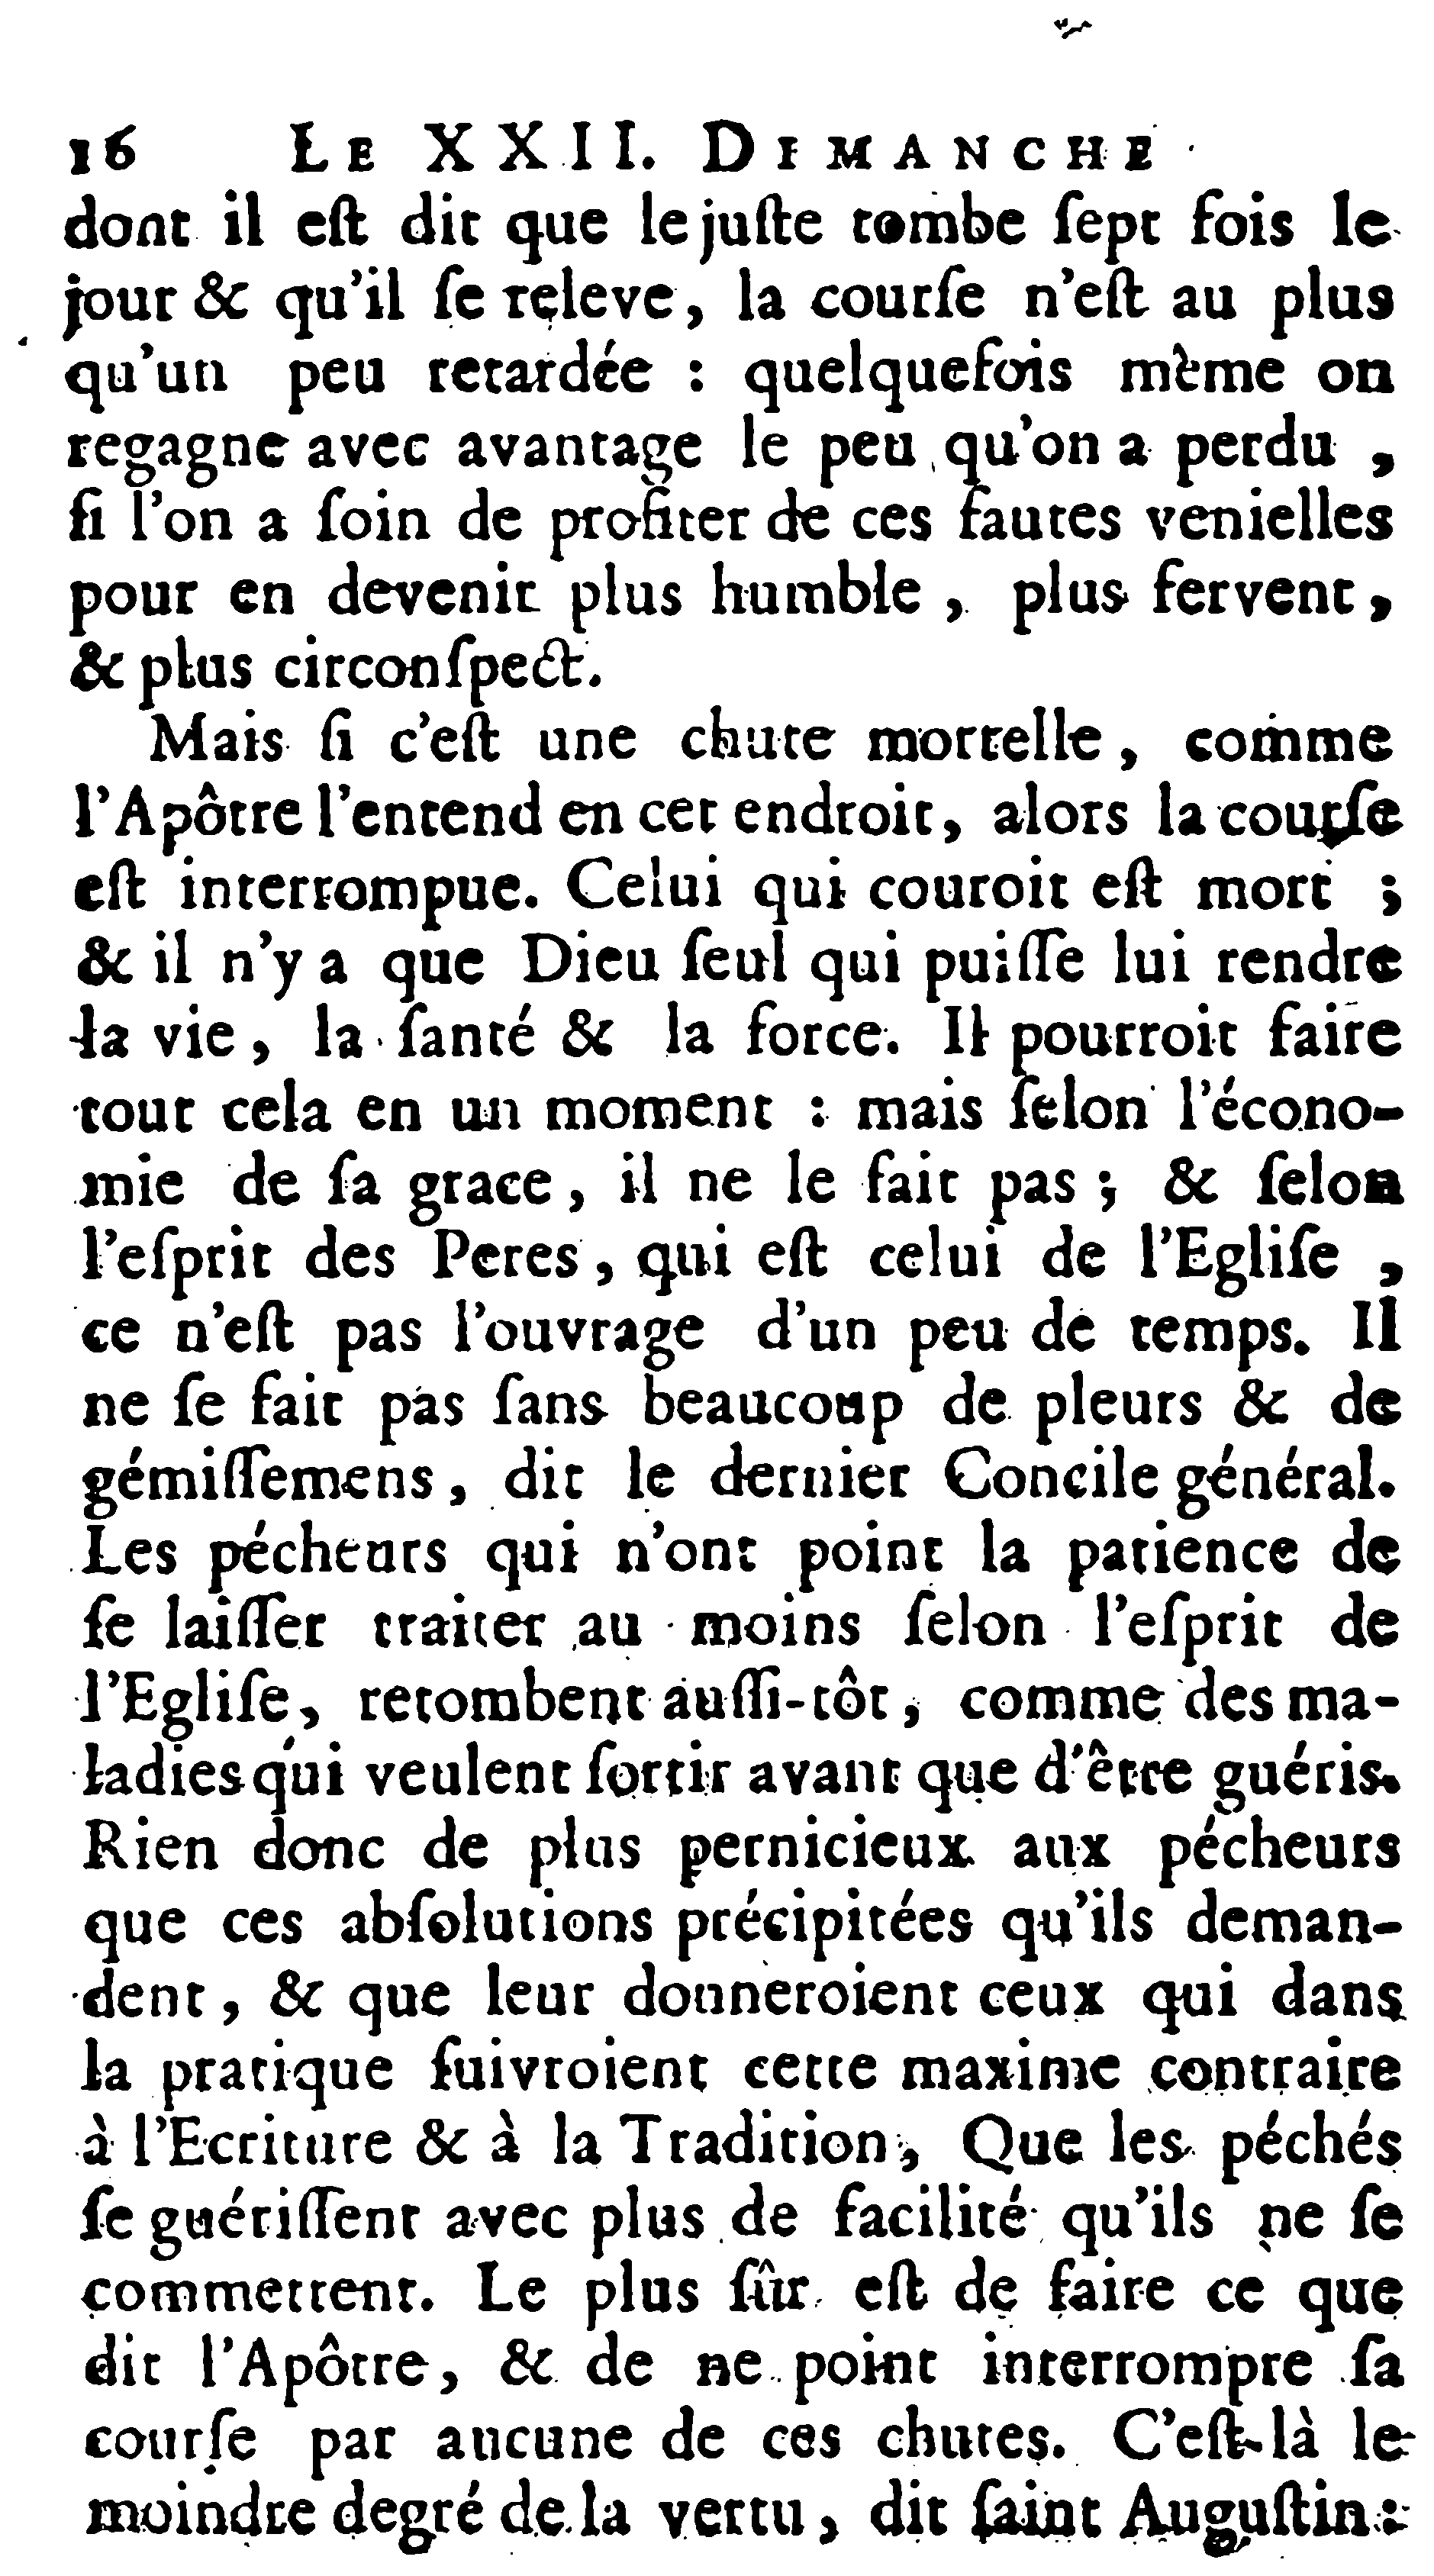 16 LE XXII. DIMANCHE
dont il eſt dit que le juſte tombe ſept fois le
jour & qu'il ſe releve, la courſe n'eſt au plus
qu'un peu retardée : quelquefois même on
regagne avec avantage le peu qu'on a perdu ,
ſi l'on a ſoin de profiter de ces fautes venielles
pour en devenir plus humble , plus fervent ,
& plus circonſpect.
Mais ſi c'eſt une chute mortelle , comme
l'Apôtre l'entend en cet endroit, alors la courſe
eſt interrompue. Celui qui couroit eſt mort ;
& il n'y a que Dieu ſeul qui puiſſe lui rendre
la vie , la ſanté & la force. Il pourroit faire
tout cela en un moment : mais ſelon l'écono-
mie de ſa grace , il ne le fait pas ; & ſelon
l'eſprit des Peres , qui eſt celui de l'Egliſe ,
ce n'eſt pas l'ouvrage d'un peu de temps. Il
ne ſe fait pas ſans beaucoup de pleurs & de
gémiſſemens , dit le dernier Concile général.
Les pécheurs qui n'ont point la patience de
ſe laiſſer traiter au moins ſelon l'eſprit de
l'Egliſe, retombent auſſi-tôt , comme des ma-
ladies qui veulent ſortir avant que d'être guéris.
Rien donc de plus pernicieux aux pécheurs
que ces abſolutions précipitées qu'ils deman-
dent , & que leur donneroient ceux qui dans
la pratique ſuivroient cette maxime contraire
à l'Ecriture & à la Tradition , Que les péchés
ſe guériſſent avec plus de facilité qu'ils ne ſe
commettent. Le plus ſûr eſt de faire ce que
dit l'Apôtre , & de ne point interrompre ſa
courſe par aucune de ces chutes. C'eſt-là le
moindre degré de la vertu , dit ſaint Auguſtin :